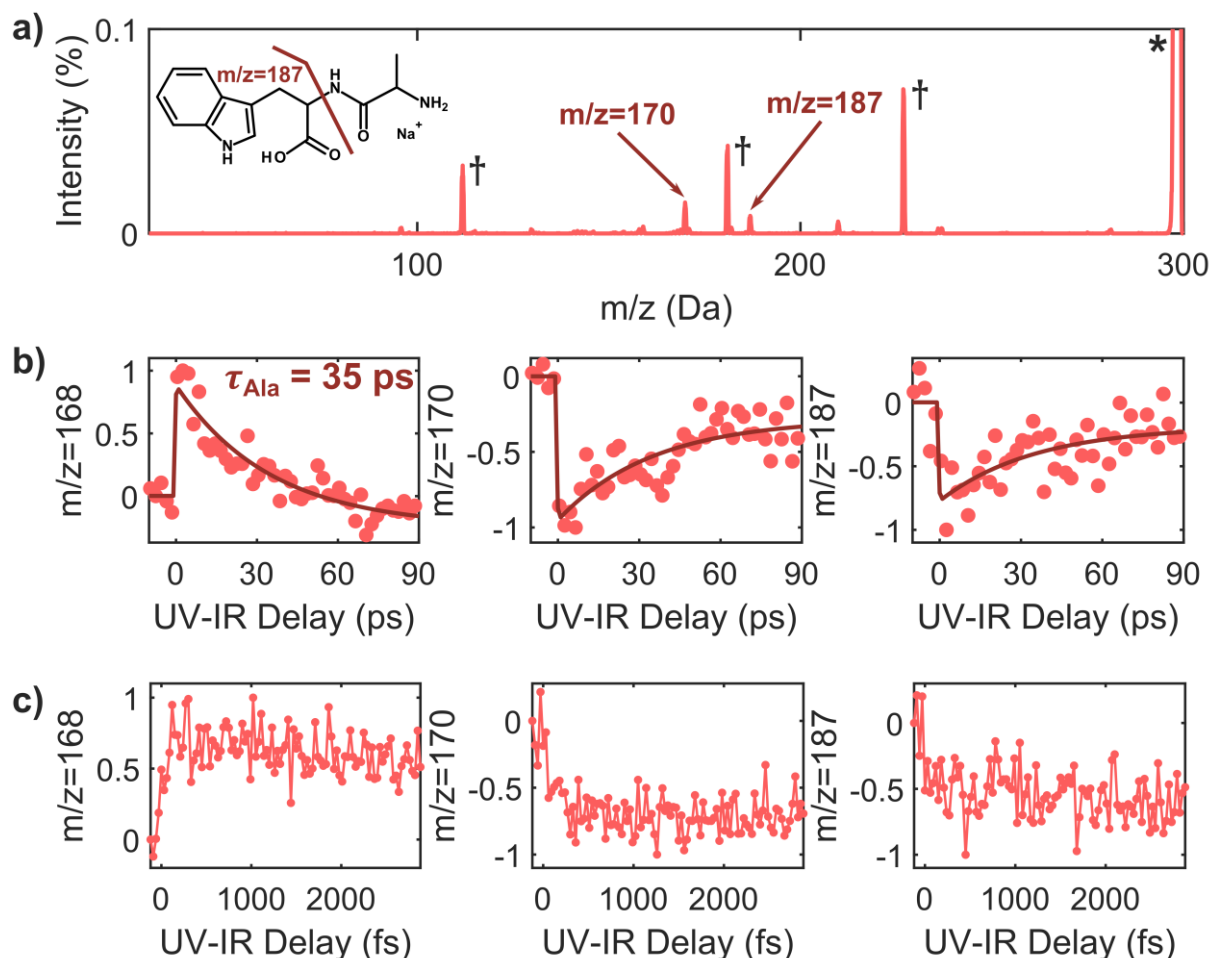 a)
Intensity (%)
0.1
0
m/z=187
H
N
O
NH2
Na+
HO
O
N
H
m/z=170
m/z=187
†
†
†
*
100
200
300
m/z (Da)
b)
m/z=168
1
0.5
0
τAla = 35 ps
0
30
60
90
UV-IR Delay (ps)
m/z=170
0
-0.5
-1
0
30
60
90
UV-IR Delay (ps)
m/z=187
0
-0.5
-1
0
30
60
90
UV-IR Delay (ps)
c)
m/z=168
1
0.5
0
0
1000
2000
UV-IR Delay (fs)
m/z=170
0
-0.5
-1
0
1000
2000
UV-IR Delay (fs)
m/z=187
0
-0.5
-1
0
1000
2000
UV-IR Delay (fs)